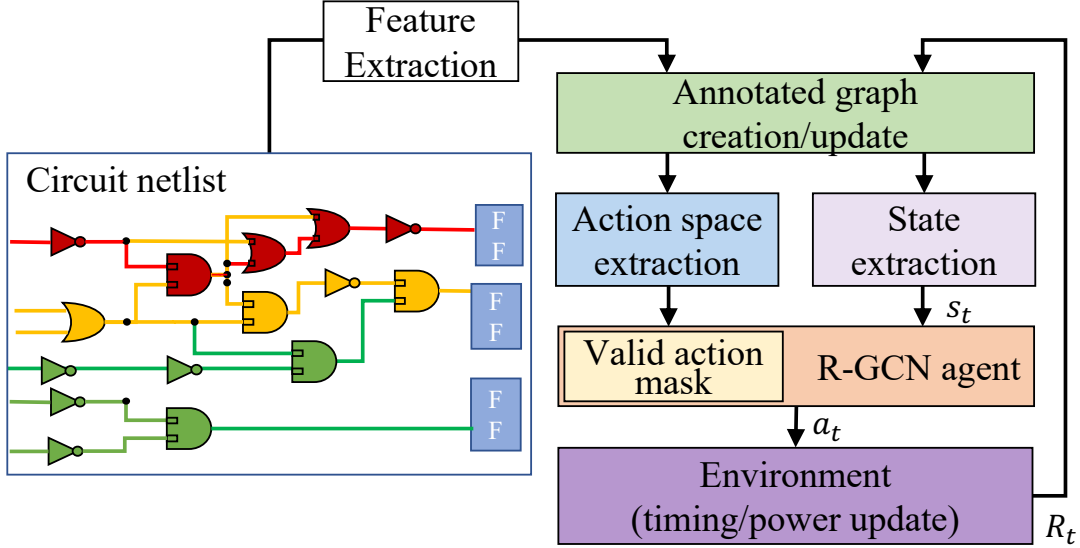 Feature
Extraction
Annotated graph
creation/update
Circuit netlist
F
F
F
F
F
F
Action space
extraction
State
extraction
s_t
Valid action
mask
R-GCN agent
a_t
Environment
(timing/power update)
R_t